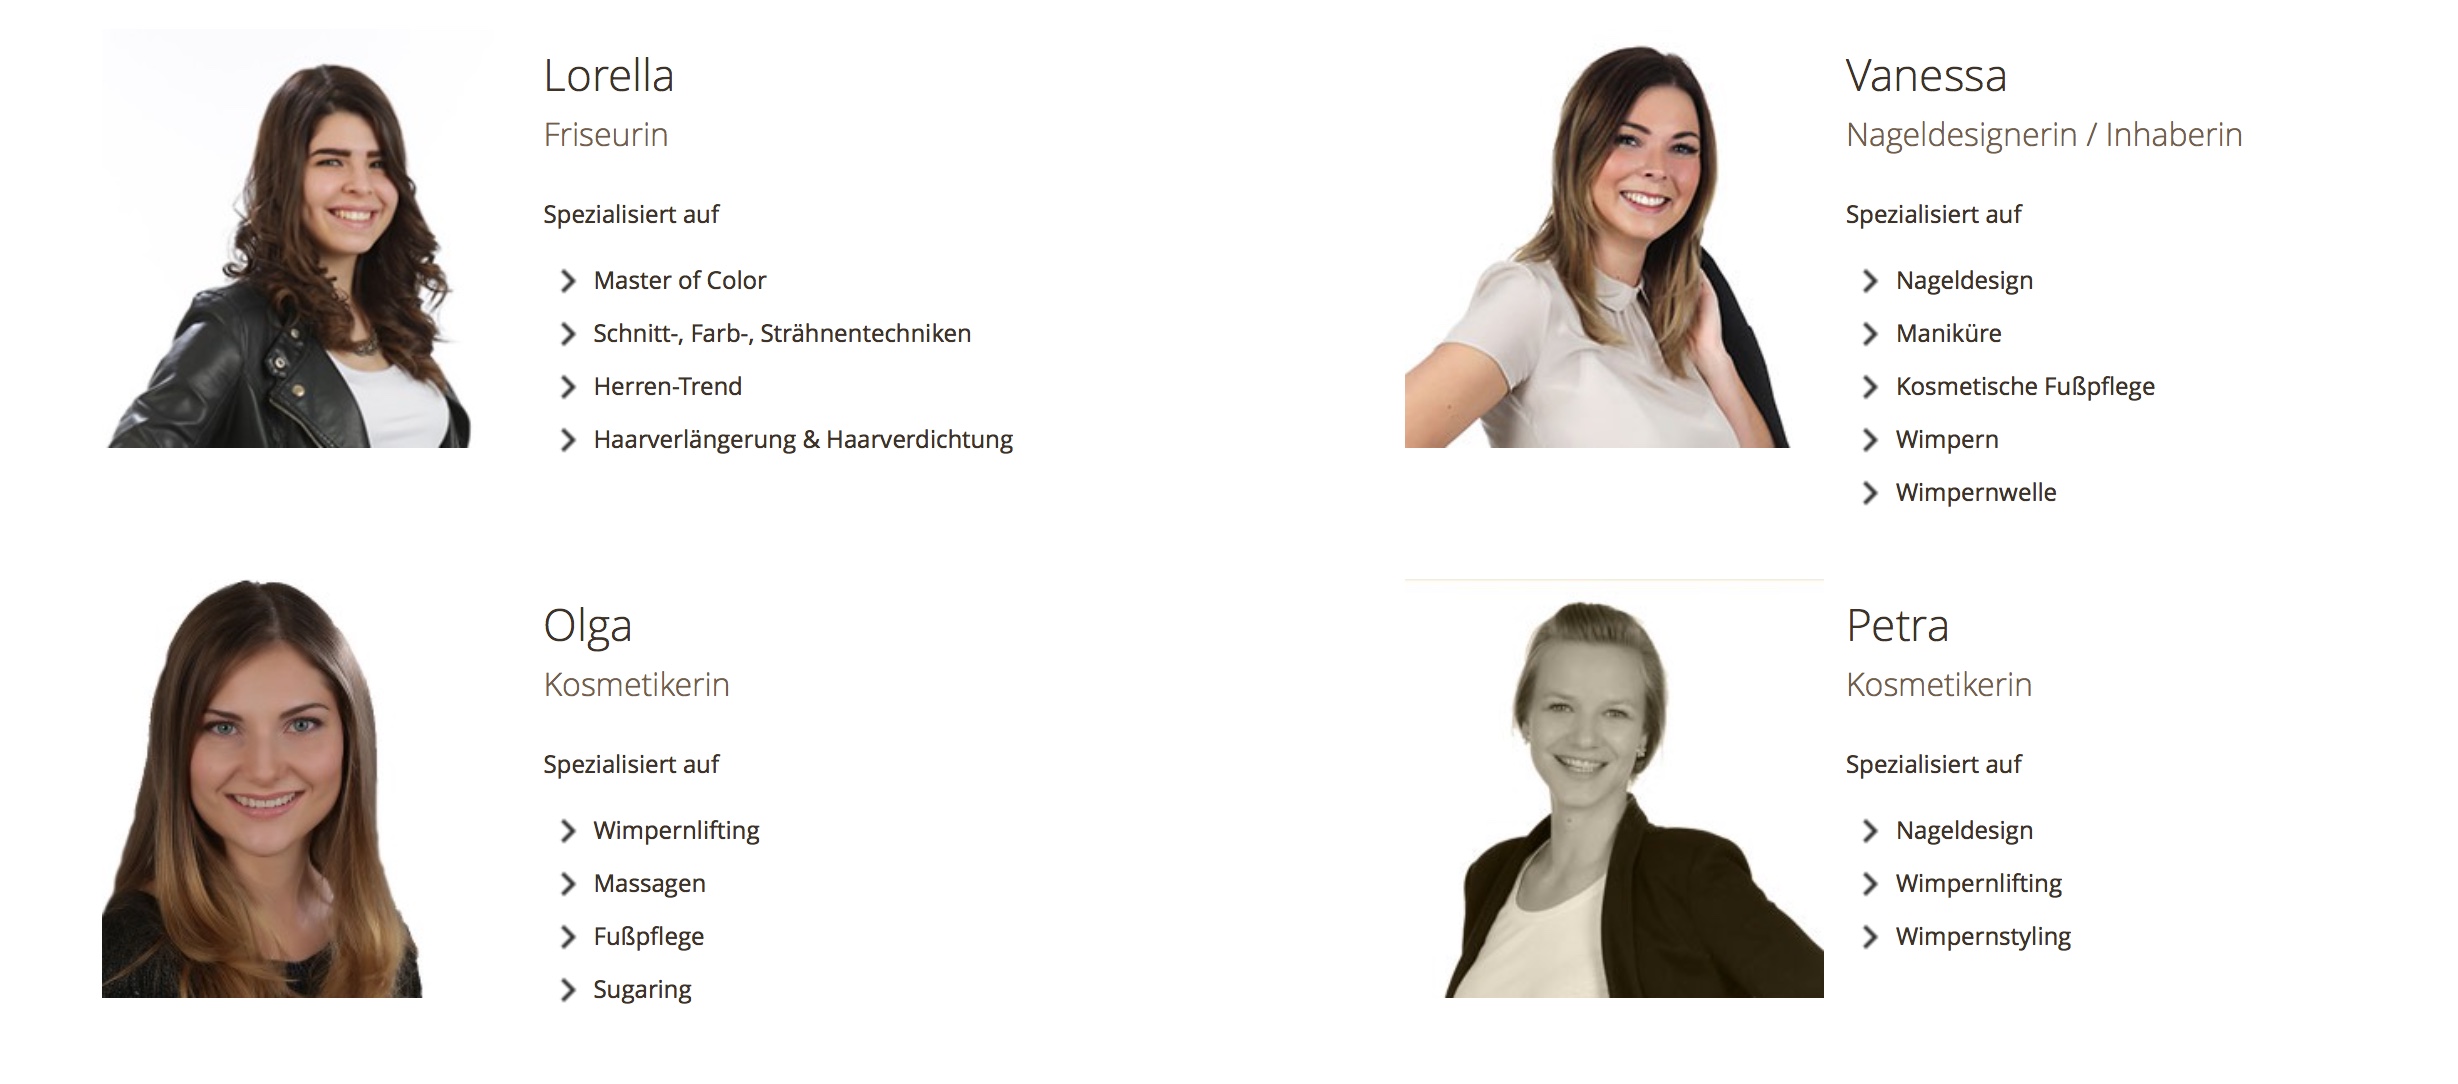 Lorella
Friseurin
Spezialisiert auf
Master of Color
Schnitt-, Farb-, Strähnentechniken
Herren-Trend
Haarverlängerung & Haarverdichtung
Vanessa
Nageldesignerin / Inhaberin
Spezialisiert auf
Nageldesign
Maniküre
Kosmetische Fußpflege
Wimpern
Wimpernwelle
Olga
Kosmetikerin
Spezialisiert auf
Wimpernlifting
Massagen
Fußpflege
Sugaring
Petra
Kosmetikerin
Spezialisiert auf
Nageldesign
Wimpernlifting
Wimpernstyling